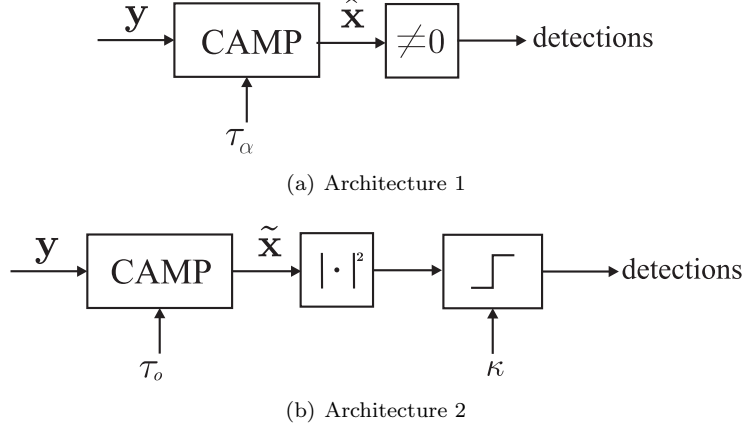 y CAMP x̂ ≠0 detections
τ_α
(a) Architecture 1
y CAMP x̃ |·|² detections
τ_o κ
(b) Architecture 2